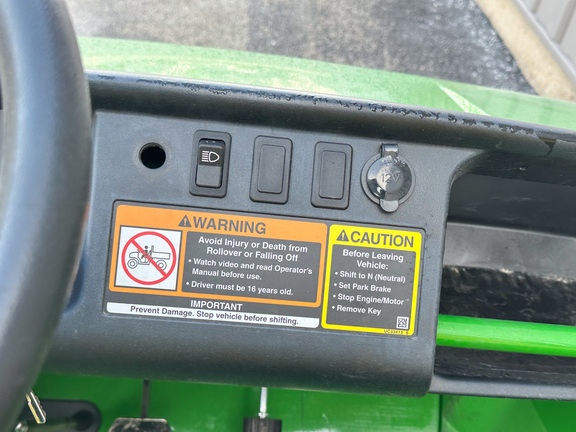 12V
WARNING
Avoid Injury or Death from
Rollover or Falling Off
• Watch video and read Operator's
Manual before use.
• Driver must be 16 years old.
IMPORTANT
Prevent Damage. Stop vehicle before shifting.
CAUTION
Before Leaving
Vehicle:
• Shift to N (Neutral)
• Set Park Brake
• Stop Engine/Motor
• Remove Key